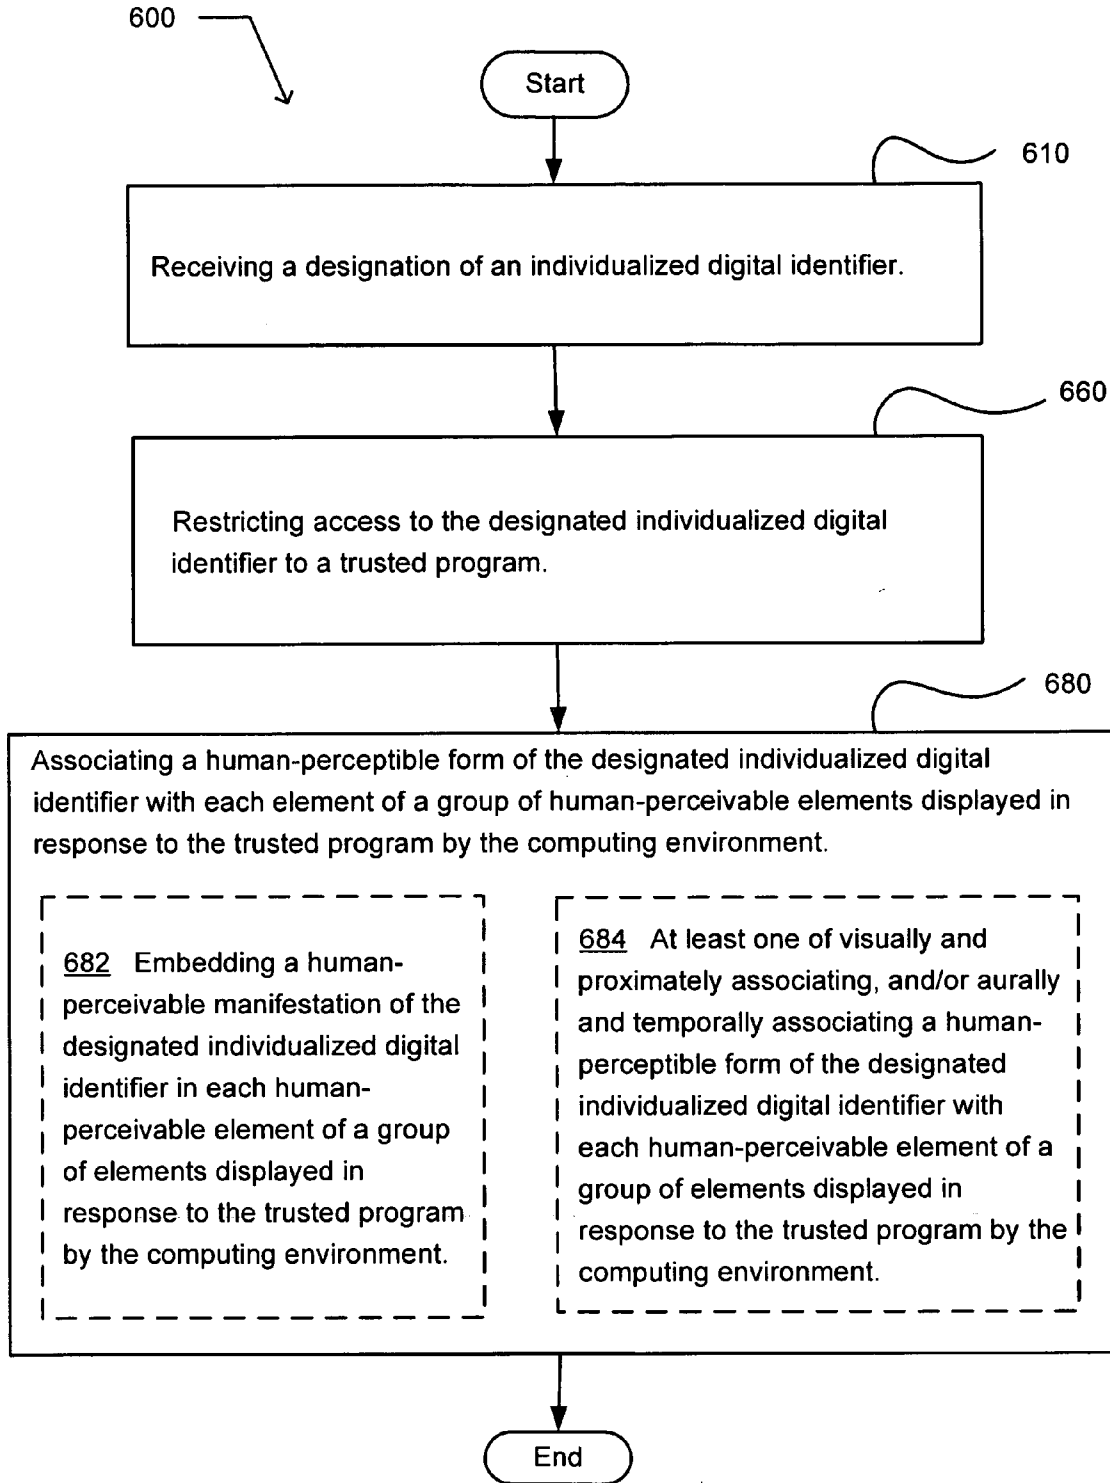 600
Start
610
Receiving a designation of an individualized digital identifier.
660
Restricting access to the designated individualized digital
identifier to a trusted program.
680
Associating a human-perceptible form of the designated individualized digital
identifier with each element of a group of human-perceivable elements displayed in
response to the trusted program by the computing environment.
682 Embedding a human-
perceivable manifestation of the
designated individualized digital
identifier in each human-
perceivable element of a group
of elements displayed in
response to the trusted program
by the computing environment.
684 At least one of visually and
proximately associating, and/or aurally
and temporally associating a human-
perceptible form of the designated
individualized digital identifier with
each human-perceivable element of a
group of elements displayed in
response to the trusted program by the
computing environment.
End